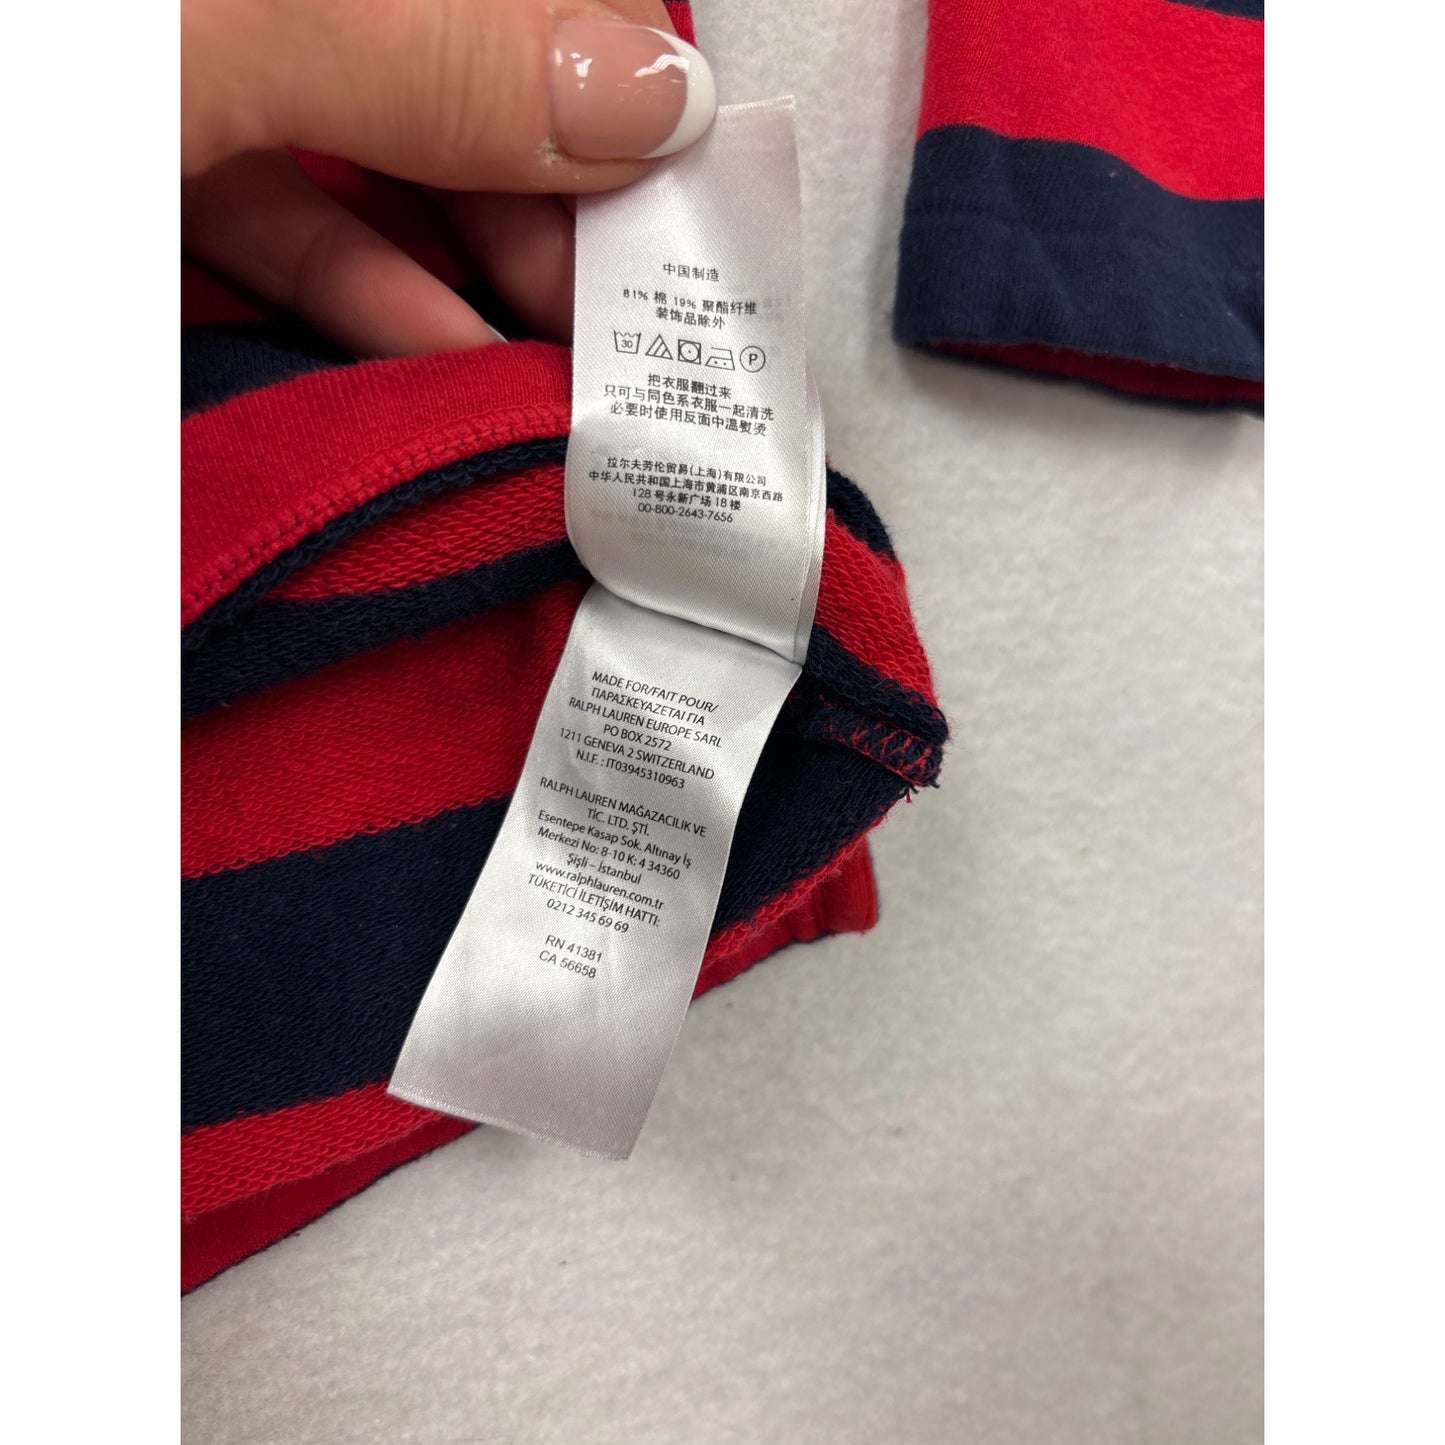 中国制造
81% 棉 19% 聚酯纤维
装饰品除外
30 P
把衣服翻过来
只可与同色系衣服一起清洗
必要时使用反面中温熨烫
拉尔夫劳伦贸易(上海)有限公司
中华人民共和国上海市黄浦区南京西路
128 号永新广场 18 楼
00-800-2643-7656
MADE FOR/FAIT POUR/
ΠΑΡΑΣΚΕΥΑΖΕΤΑΙ ΓΙΑ
RALPH LAUREN EUROPE SARL
PO BOX 2572
1211 GENEVA 2 SWITZERLAND
N.I.F. : IT03945310963
RALPH LAUREN MAĞAZACILIK VE
TİC. LTD. ŞTİ.
Esentepe Kasap Sok. Altınay İş
Merkezi No: 8-10 K: 4 34360
Şişli – İstanbul
www.ralphlauren.com.tr
TÜKETİCİ İLETİŞİM HATTI:
0212 345 69 69
RN 41381
CA 56658